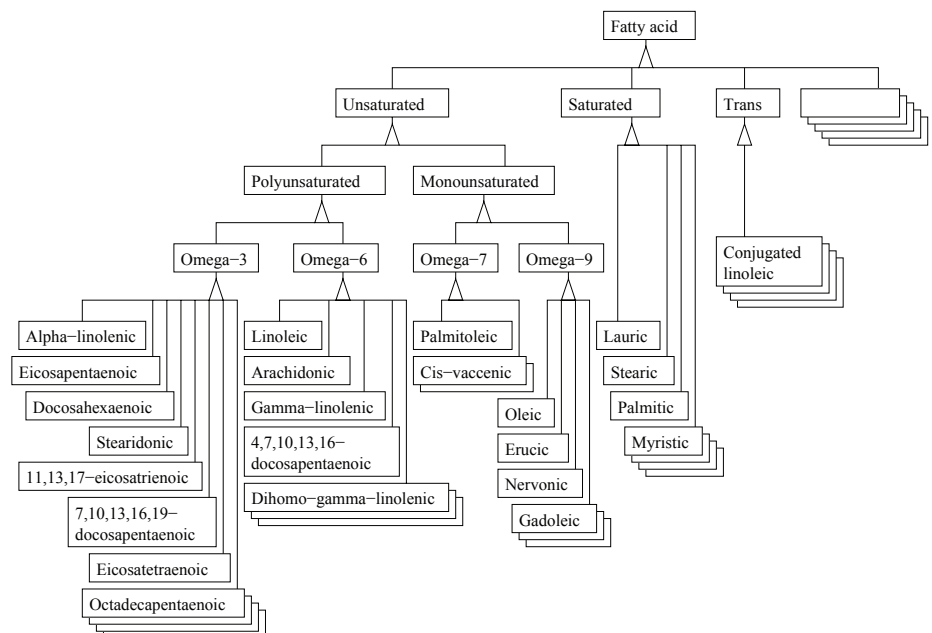 Fatty acid
Unsaturated
Saturated
Trans
Polyunsaturated
Monounsaturated
Omega−3
Omega−6
Omega−7
Omega−9
Conjugated
linoleic
Alpha−linolenic
Eicosapentaenoic
Docosahexaenoic
Stearidonic
11,13,17−eicosatrienoic
7,10,13,16,19−
docosapentaenoic
Eicosatetraenoic
Octadecapentaenoic
Linoleic
Arachidonic
Gamma−linolenic
4,7,10,13,16−
docosapentaenoic
Dihomo−gamma−linolenic
Palmitoleic
Cis−vaccenic
Oleic
Erucic
Nervonic
Gadoleic
Lauric
Stearic
Palmitic
Myristic